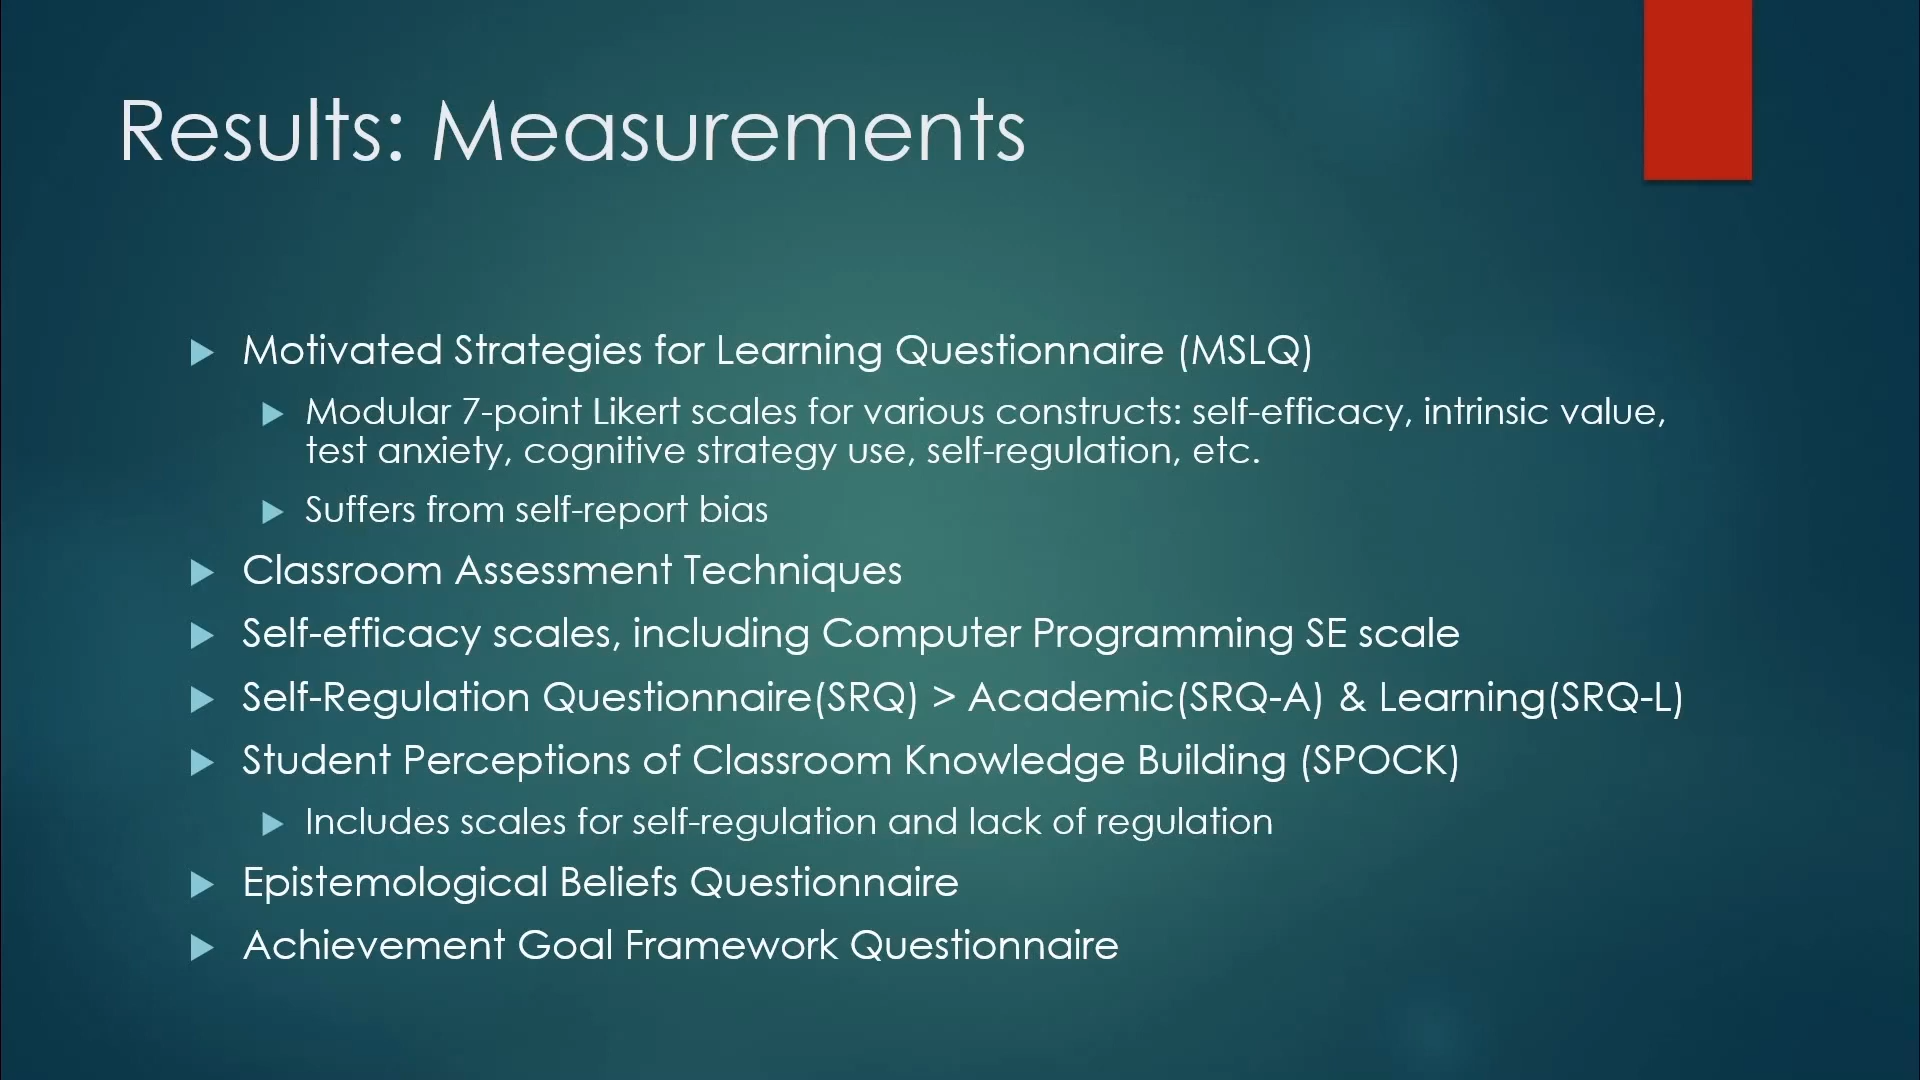 Results: Measurements
Motivated Strategies for Learning Questionnaire (MSLQ)
Modular 7-point Likert scales for various constructs: self-efficacy, intrinsic value,
test anxiety, cognitive strategy use, self-regulation, etc.
Suffers from self-report bias
Classroom Assessment Techniques
Self-efficacy scales, including Computer Programming SE scale
Self-Regulation Questionnaire(SRQ) > Academic(SRQ-A) & Learning(SRQ-L)
Student Perceptions of Classroom Knowledge Building (SPOCK)
Includes scales for self-regulation and lack of regulation
Epistemological Beliefs Questionnaire
Achievement Goal Framework Questionnaire